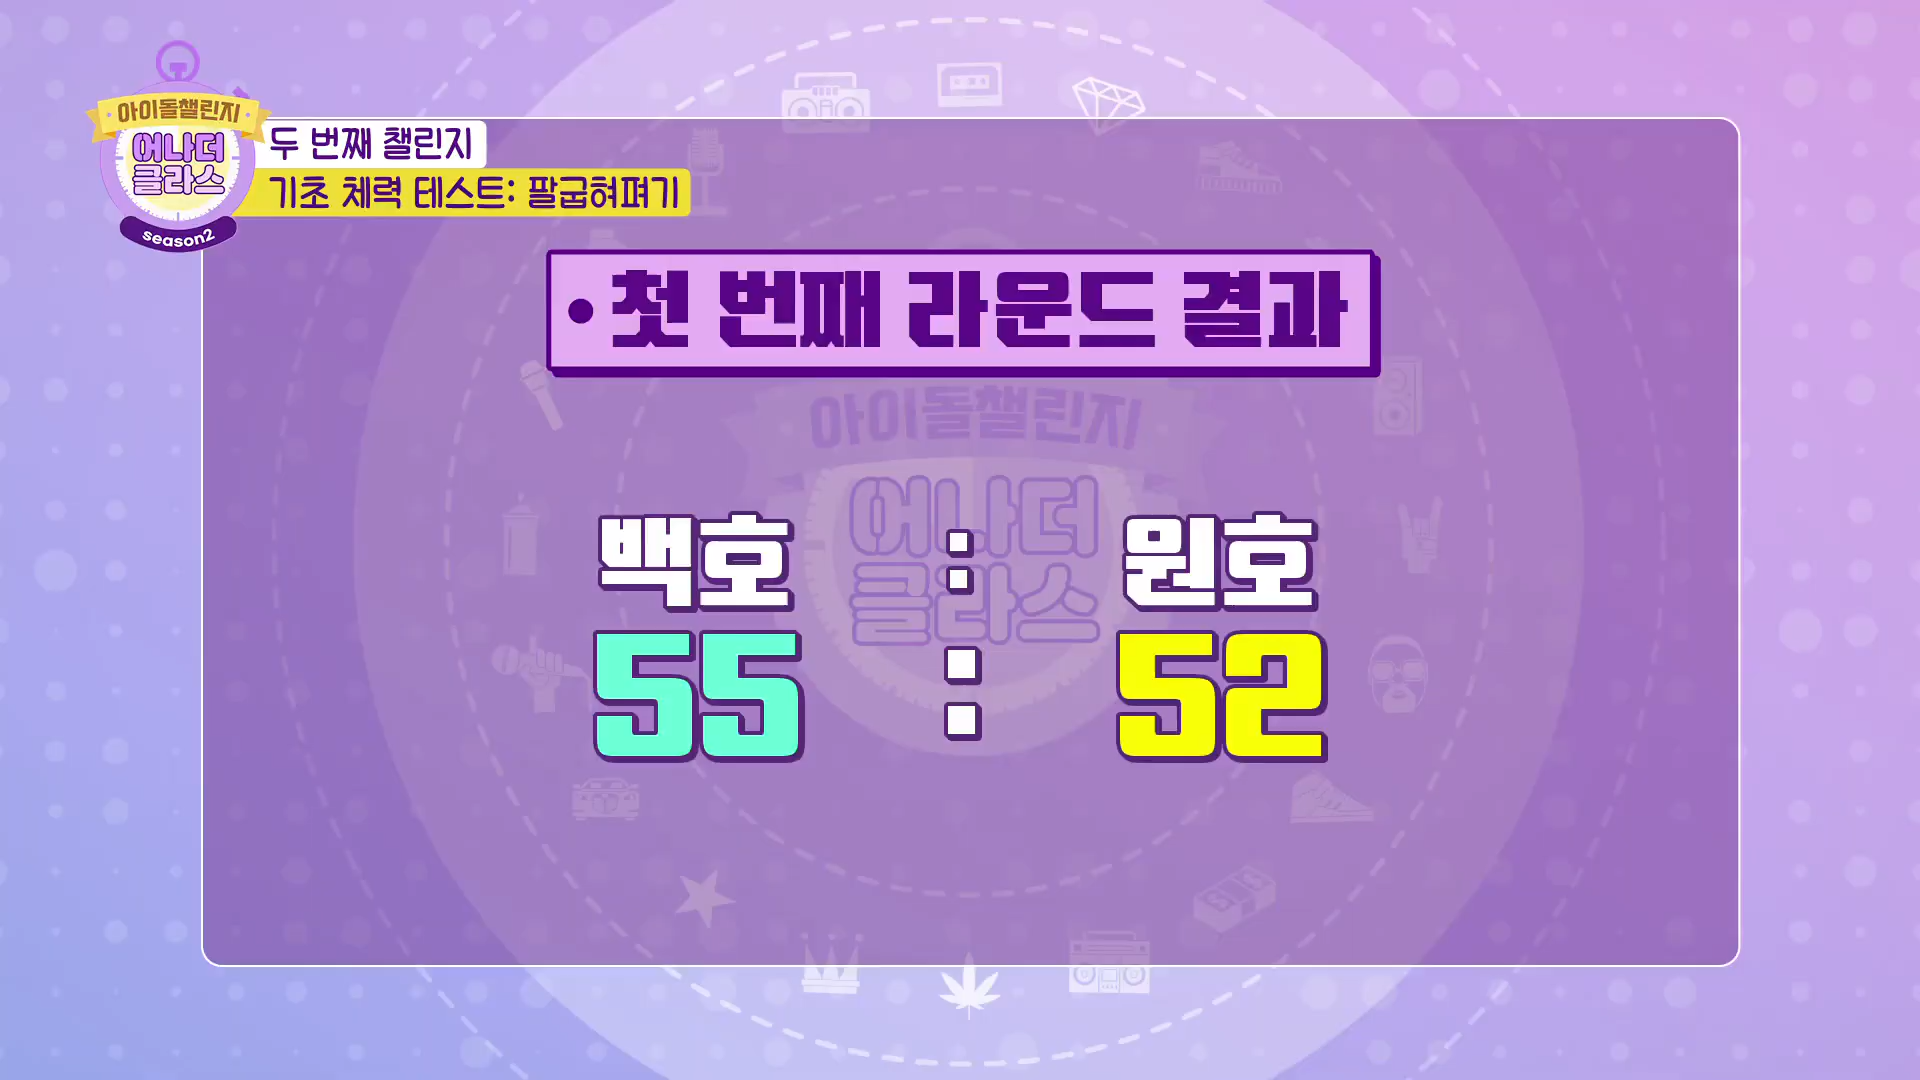 아이돌챌린지
어나더
클라스
season2
두 번째 챌린지
기초 체력 테스트: 팔굽혀펴기
• 첫 번째 라운드 결과
아이돌챌린지
어나더
클라스
백호 : 원호
55 : 52